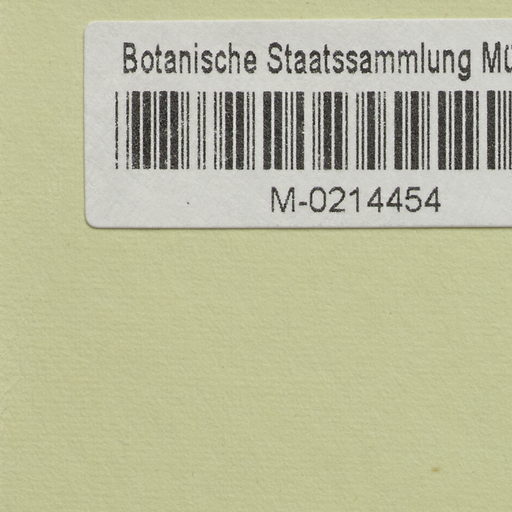 Botanische Staatssammlung Mü
M-0214454